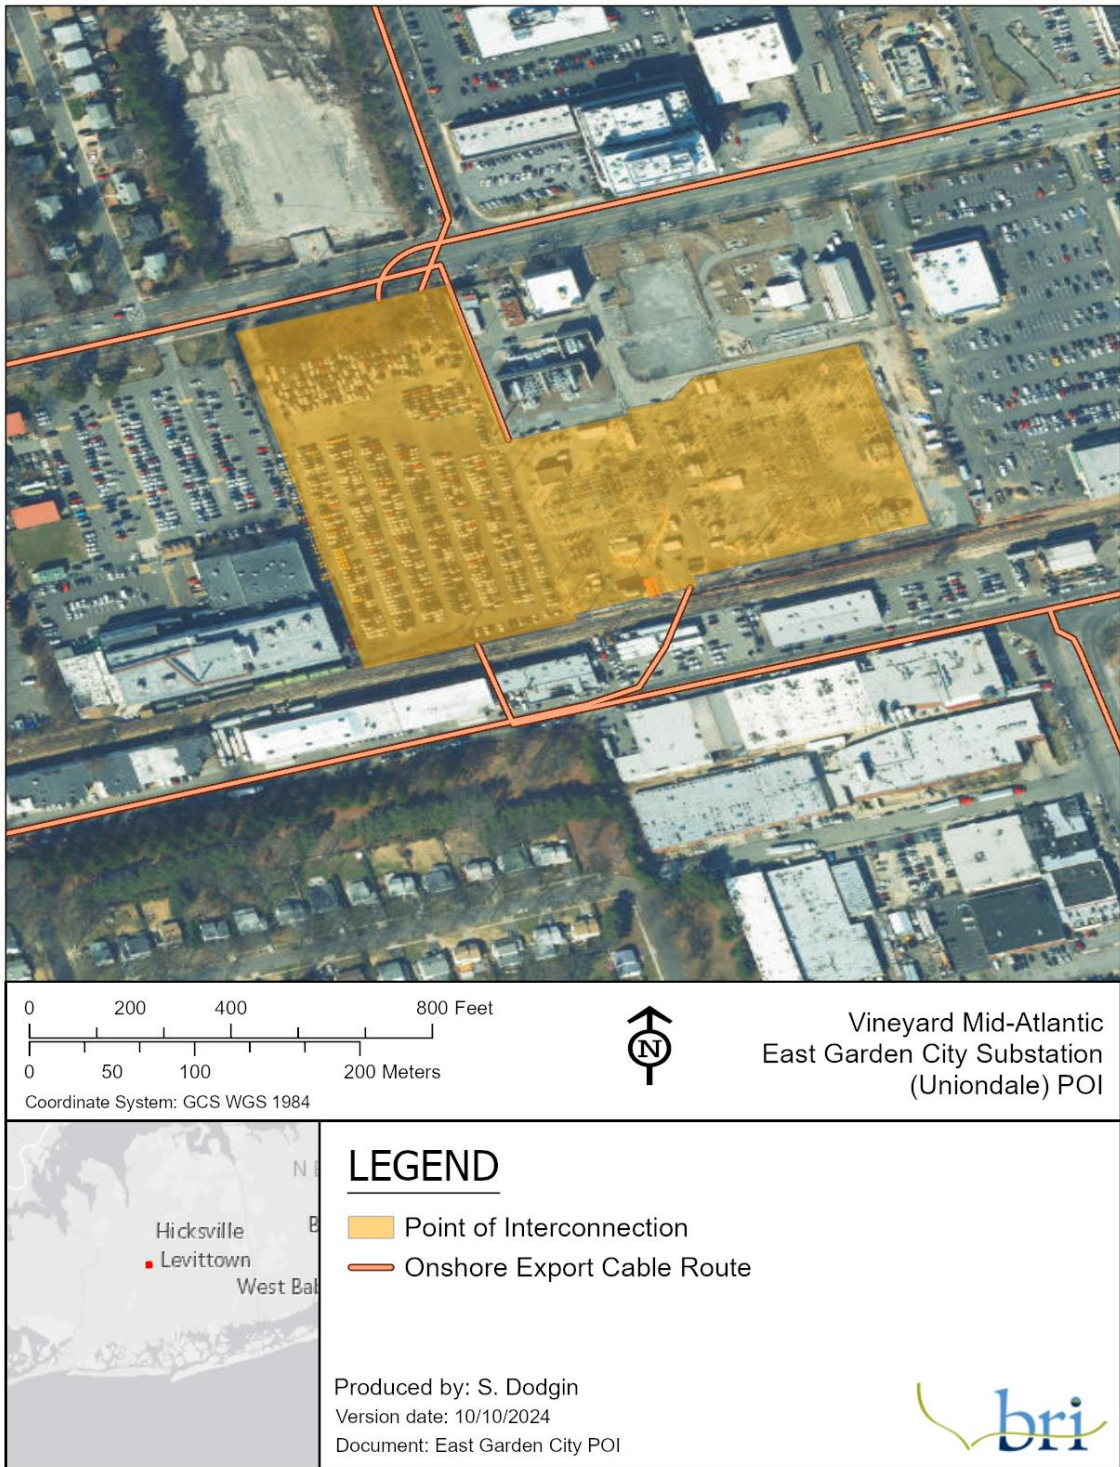 0 200 400 800 Feet
0 50 100 200 Meters
Coordinate System: GCS WGS 1984
N
Vineyard Mid-Atlantic
East Garden City Substation
(Uniondale) POI
Hicksville
Levittown
LEGEND
Point of Interconnection
Onshore Export Cable Route
Produced by: S. Dodgin
Version date: 10/10/2024
Document: East Garden City POI
bri